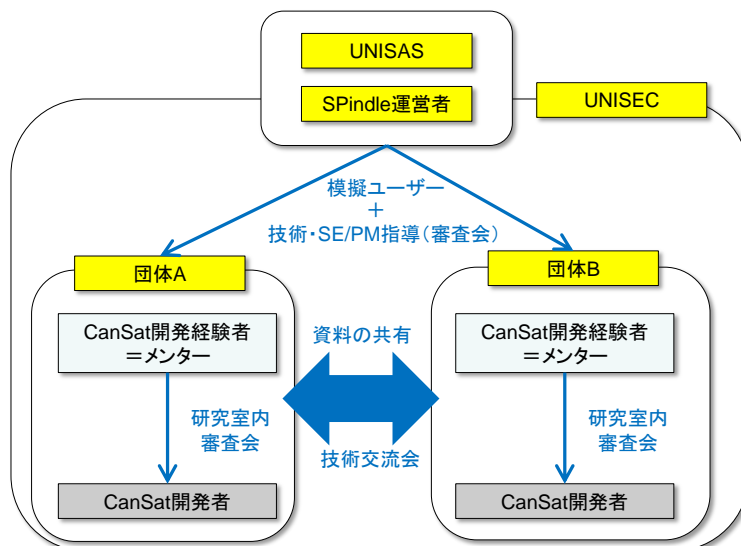 UNISAS
SPindle運営者
UNISEC
模擬ユーザー
+
技術・SE/PM指導(審査会)
団体A
団体B
CanSat開発経験者
=メンター
資料の共有
CanSat開発経験者
=メンター
研究室内
審査会
技術交流会
研究室内
審査会
CanSat開発者
CanSat開発者